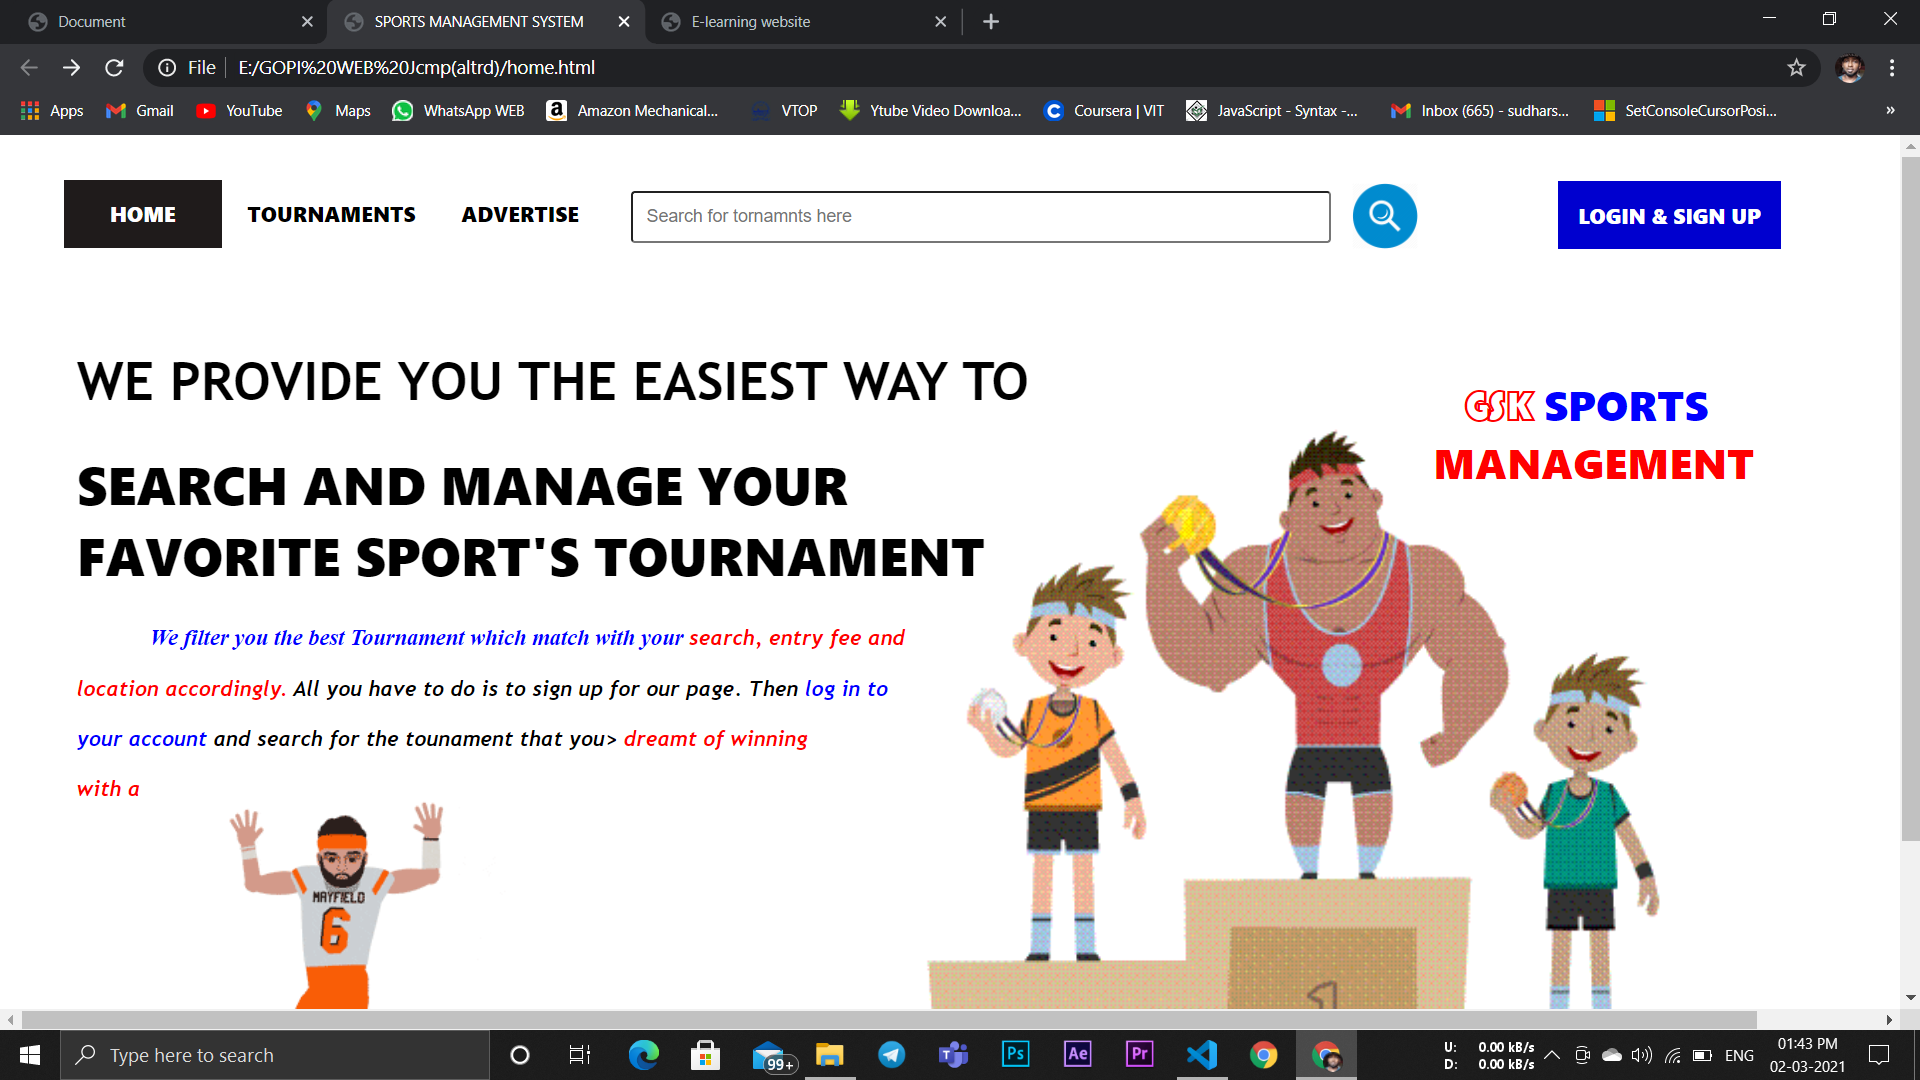 Document
SPORTS MANAGEMENT SYSTEM
E-learning website
File
E:/GOPI%20WEB%20Jcmp(altrd)/home.html
Apps
Gmail
YouTube
Maps
WhatsApp WEB
Amazon Mechanical...
VTOP
Ytube Video Downloa...
Coursera | VIT
JavaScript - Syntax -...
Inbox (665) - sudhars...
SetConsoleCursorPosi...
»
HOME
TOURNAMENTS
ADVERTISE
Search for tornamnts here
LOGIN & SIGN UP
WE PROVIDE YOU THE EASIEST WAY TO
SEARCH AND MANAGE YOUR
FAVORITE SPORT'S TOURNAMENT
We filter you the best Tournament which match with your search, entry fee and
location accordingly. All you have to do is to sign up for our page. Then log in to
your account and search for the tounament that you> dreamt of winning
with a
GSK SPORTS
MANAGEMENT
1
MAYFIELD
6
1
Type here to search
99+
Ps
Ae
Pr
U: 0.00 kB/s
D: 0.00 kB/s
ENG
01:43 PM
02-03-2021